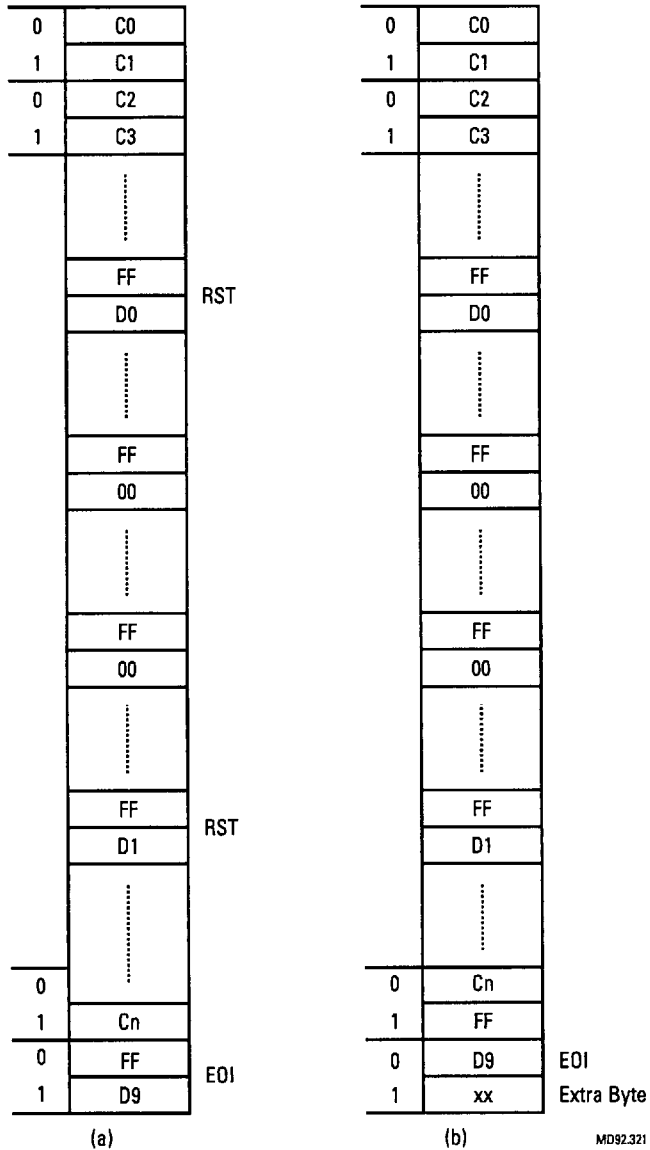 0 C0
1 C1
0 C2
1 C3
FF
RST
D0
FF
00
FF
00
FF
RST
D1
0
1 Cn
0 FF
EOI
1 D9
(a)
0 C0
1 C1
0 C2
1 C3
FF
D0
FF
00
FF
00
FF
D1
0 Cn
1 FF
0 D9 EOI
1 xx Extra Byte
(b)
MD92.321